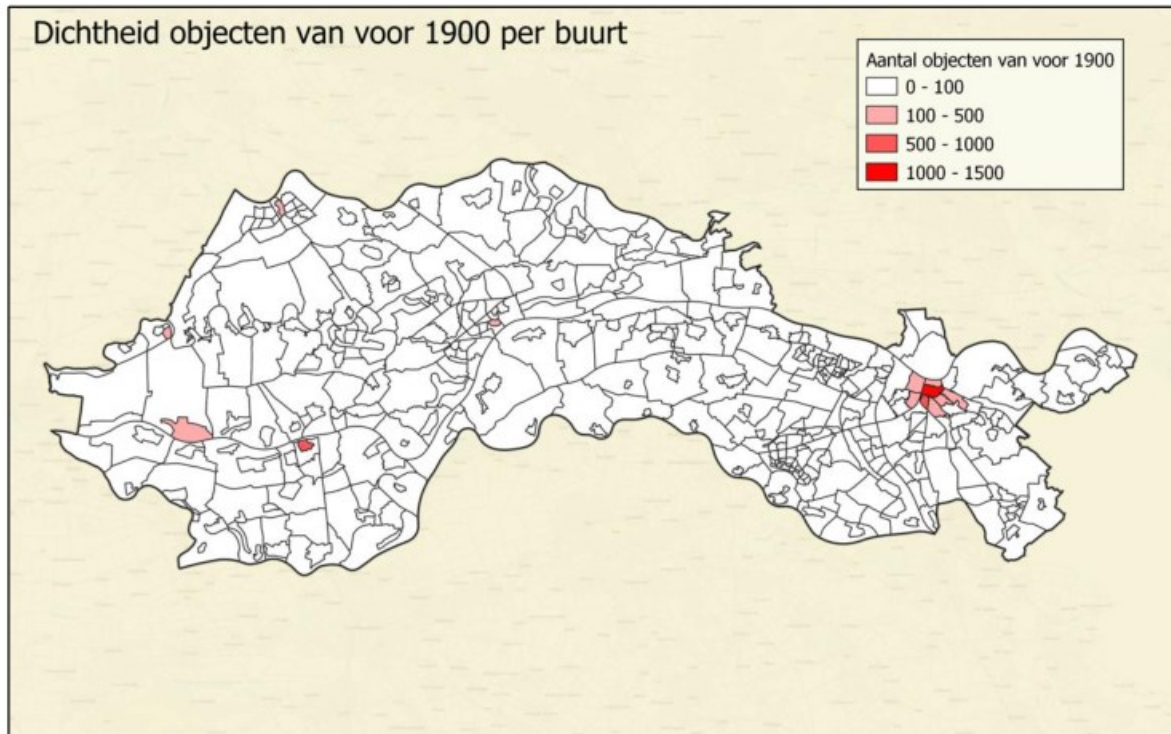 Dichtheid objecten van voor 1900 per buurt
Aantal objecten van voor 1900
0 - 100
100 - 500
500 - 1000
1000 - 1500